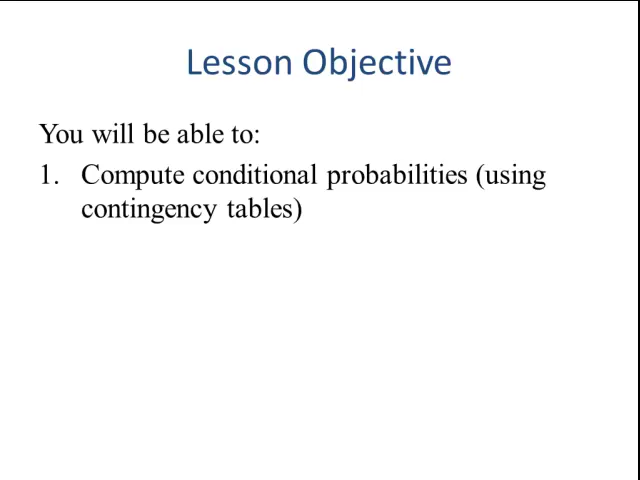 Lesson Objective
You will be able to:
1. Compute conditional probabilities (using
contingency tables)